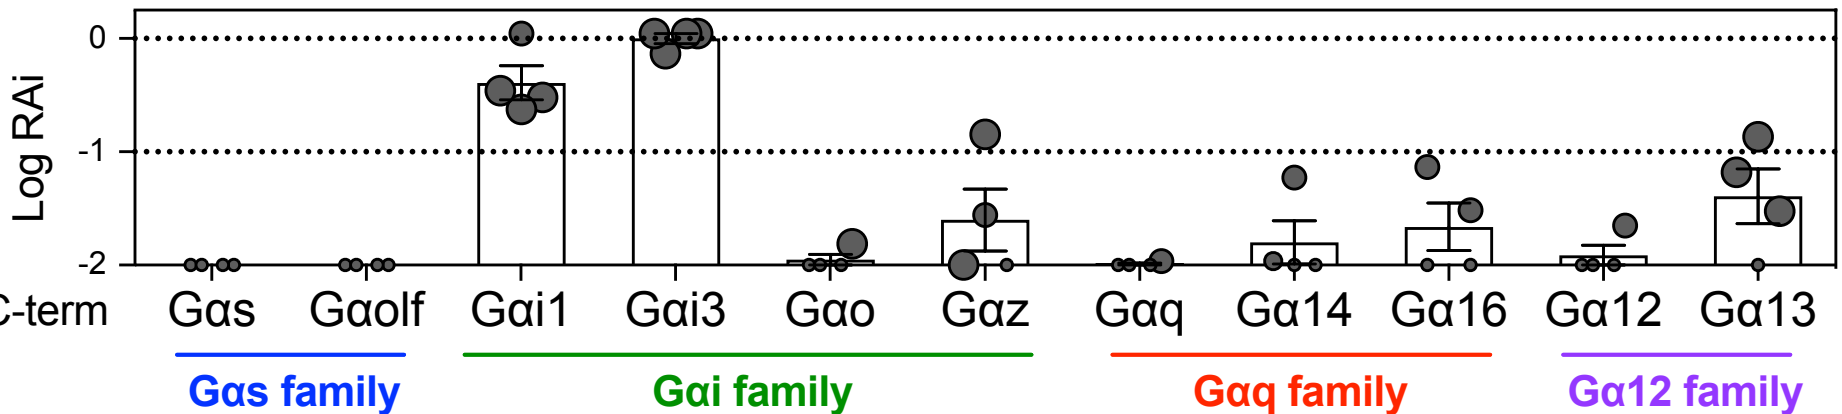 Log RAi
0
-1
-2
C-term Gαs Gαolf Gαi1 Gαi3 Gαo Gαz Gαq Gα14 Gα16 Gα12 Gα13
Gαs family Gαi family Gαq family Gα12 family